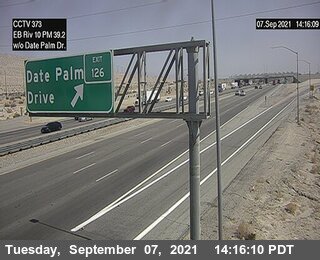 CCTV 373
EB Riv 10 PM 39.2
w/o Date Palm Dr.
07.Sep 2021 14:16:09
Date Palm
Drive
EXIT
126
Tuesday, September 07, 2021 14:16:10 PDT